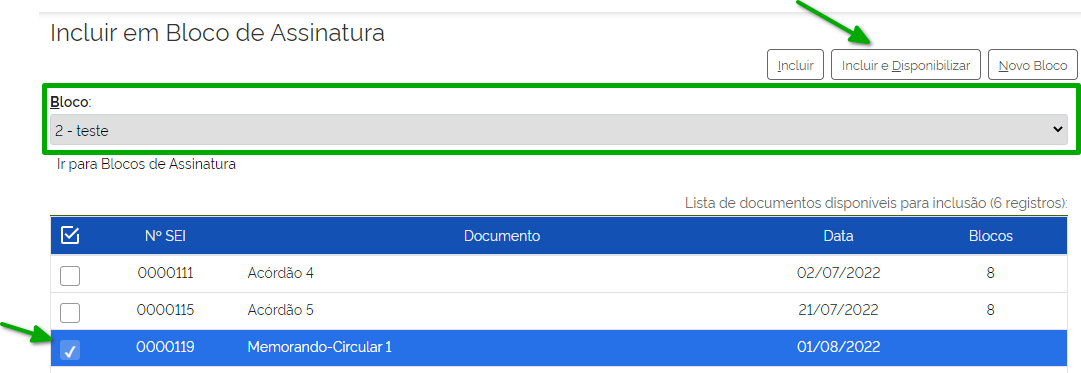 Incluir em Bloco de Assinatura
Incluir Incluir e Disponibilizar Novo Bloco
Bloco:
2 - teste
Ir para Blocos de Assinatura
Lista de documentos disponíveis para inclusão (6 registros):
Nº SEI Documento Data Blocos
0000111 Acórdão 4 02/07/2022 8
0000115 Acórdão 5 21/07/2022 8
0000119 Memorando-Circular 1 01/08/2022